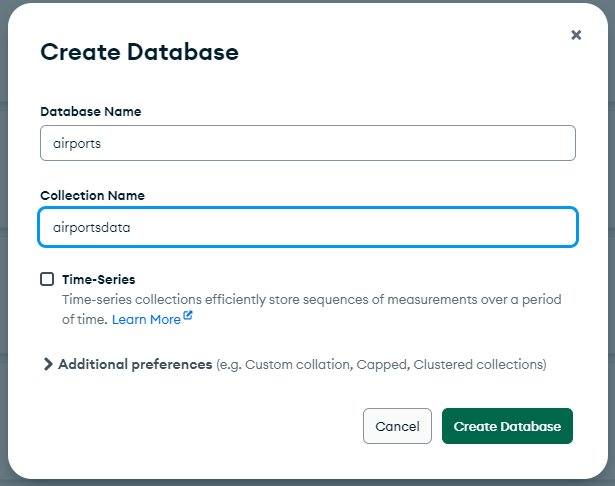 Create Database
Database Name
airports
Collection Name
airportsdata
Time-Series
Time-series collections efficiently store sequences of measurements over a period
of time. Learn More
Additional preferences (e.g. Custom collation, Capped, Clustered collections)
Cancel
Create Database